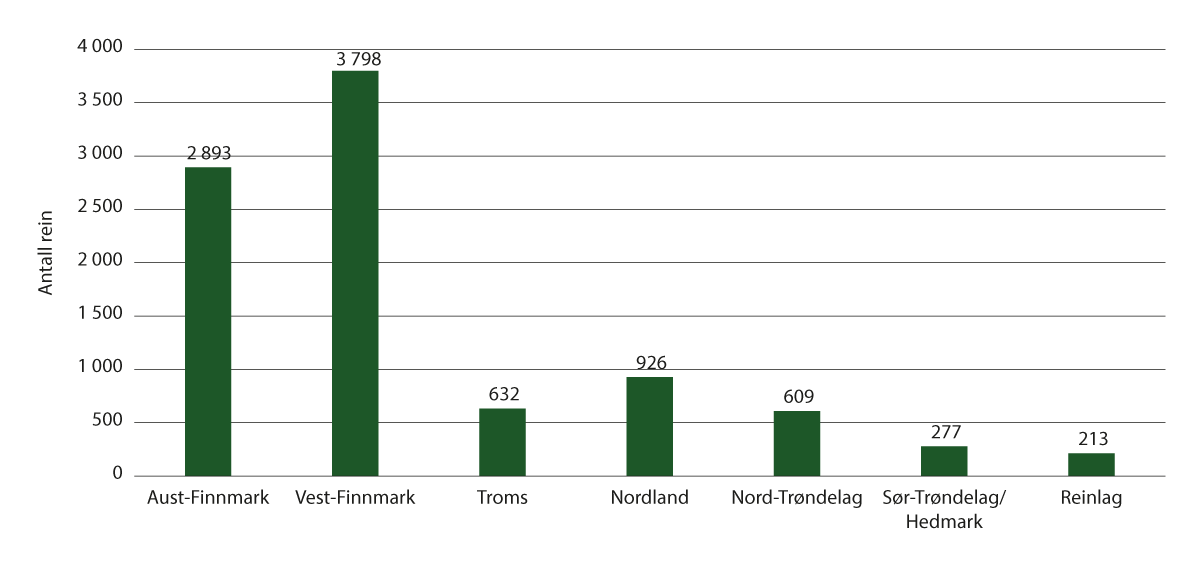 4 000
3 500
3 000
2 500
2 000
1 500
1 000
500
0
Antall rein
3 798
2 893
632
926
609
277
213
Aust-Finnmark
Vest-Finnmark
Troms
Nordland
Nord-Trøndelag
Sør-Trøndelag/
Hedmark
Reinlag